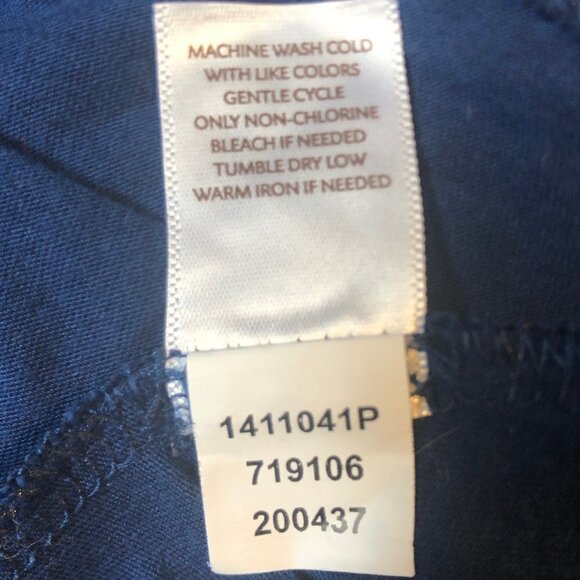 MACHINE WASH COLD
WITH LIKE COLORS
GENTLE CYCLE
ONLY NON-CHLORINE
BLEACH IF NEEDED
TUMBLE DRY LOW
WARM IRON IF NEEDED
1411041P
719106
200437